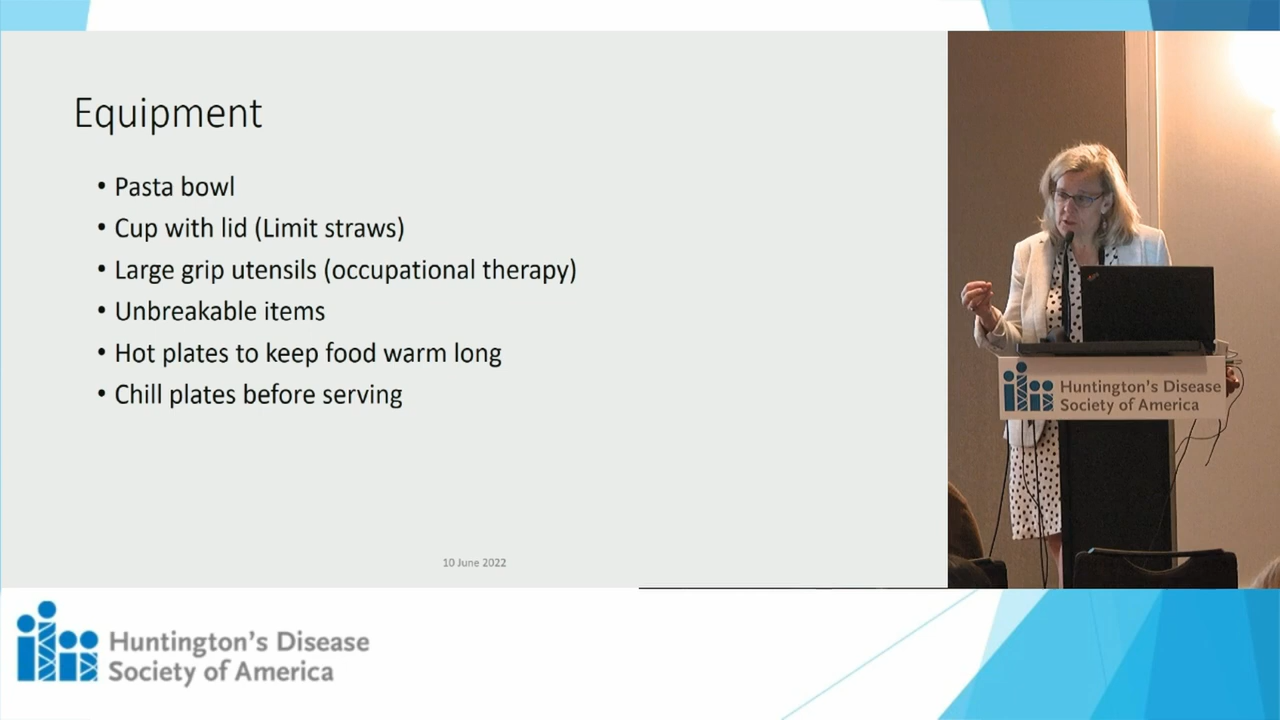 Equipment
• Pasta bowl
• Cup with lid (Limit straws)
• Large grip utensils (occupational therapy)
• Unbreakable items
• Hot plates to keep food warm long
• Chill plates before serving
10 June 2022
Huntington's Disease
Society of America
Huntington's Disease
Society of America